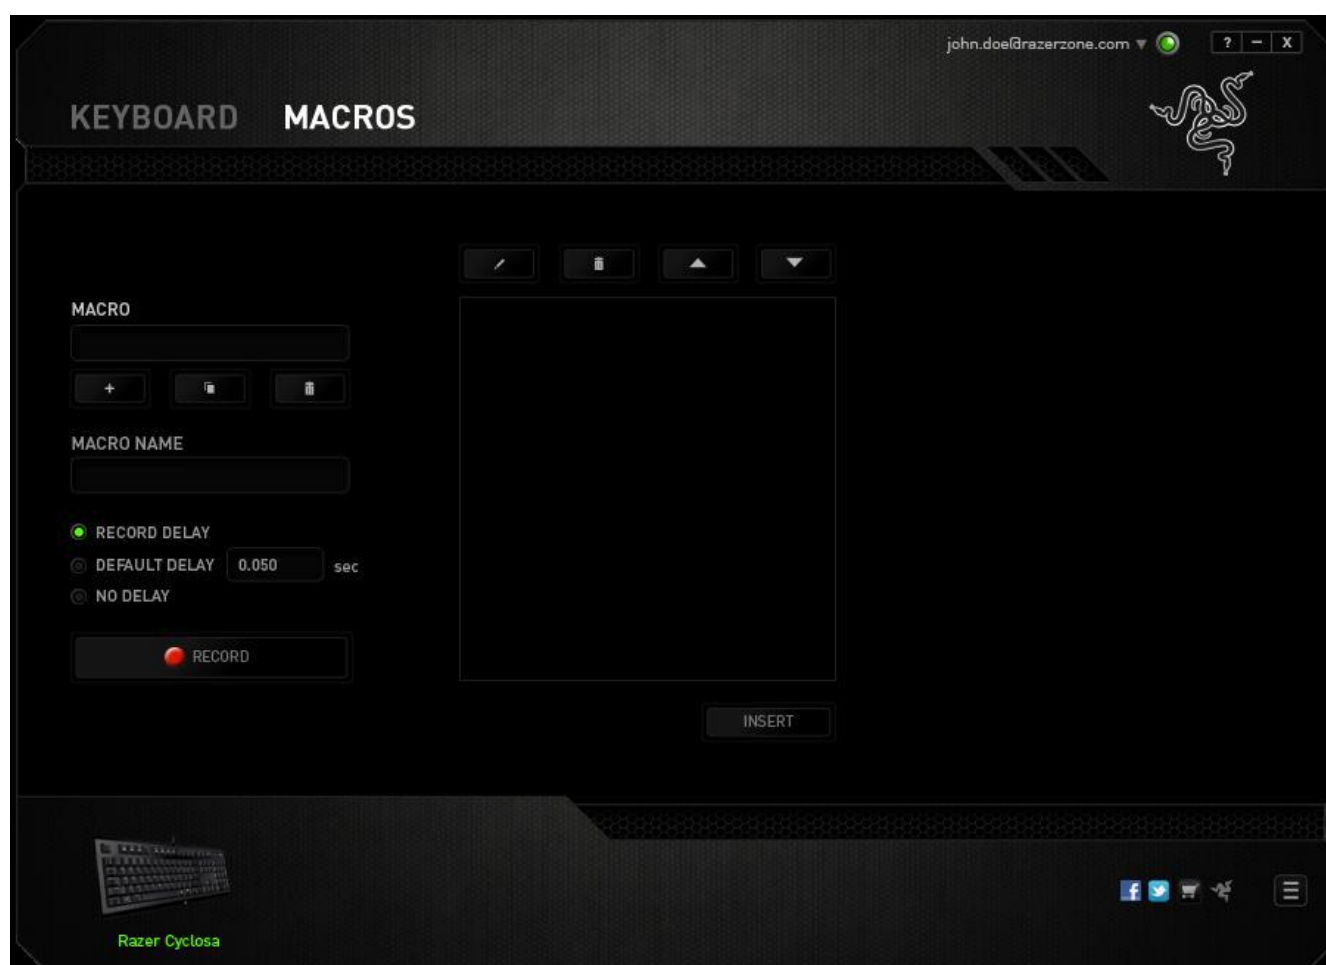 john.doe@razerzone.com
? - X
KEYBOARD MACROS
MACRO
+
MACRO NAME
RECORD DELAY
DEFAULT DELAY 0.050 sec
NO DELAY
RECORD
INSERT
f
Razer Cyclosa